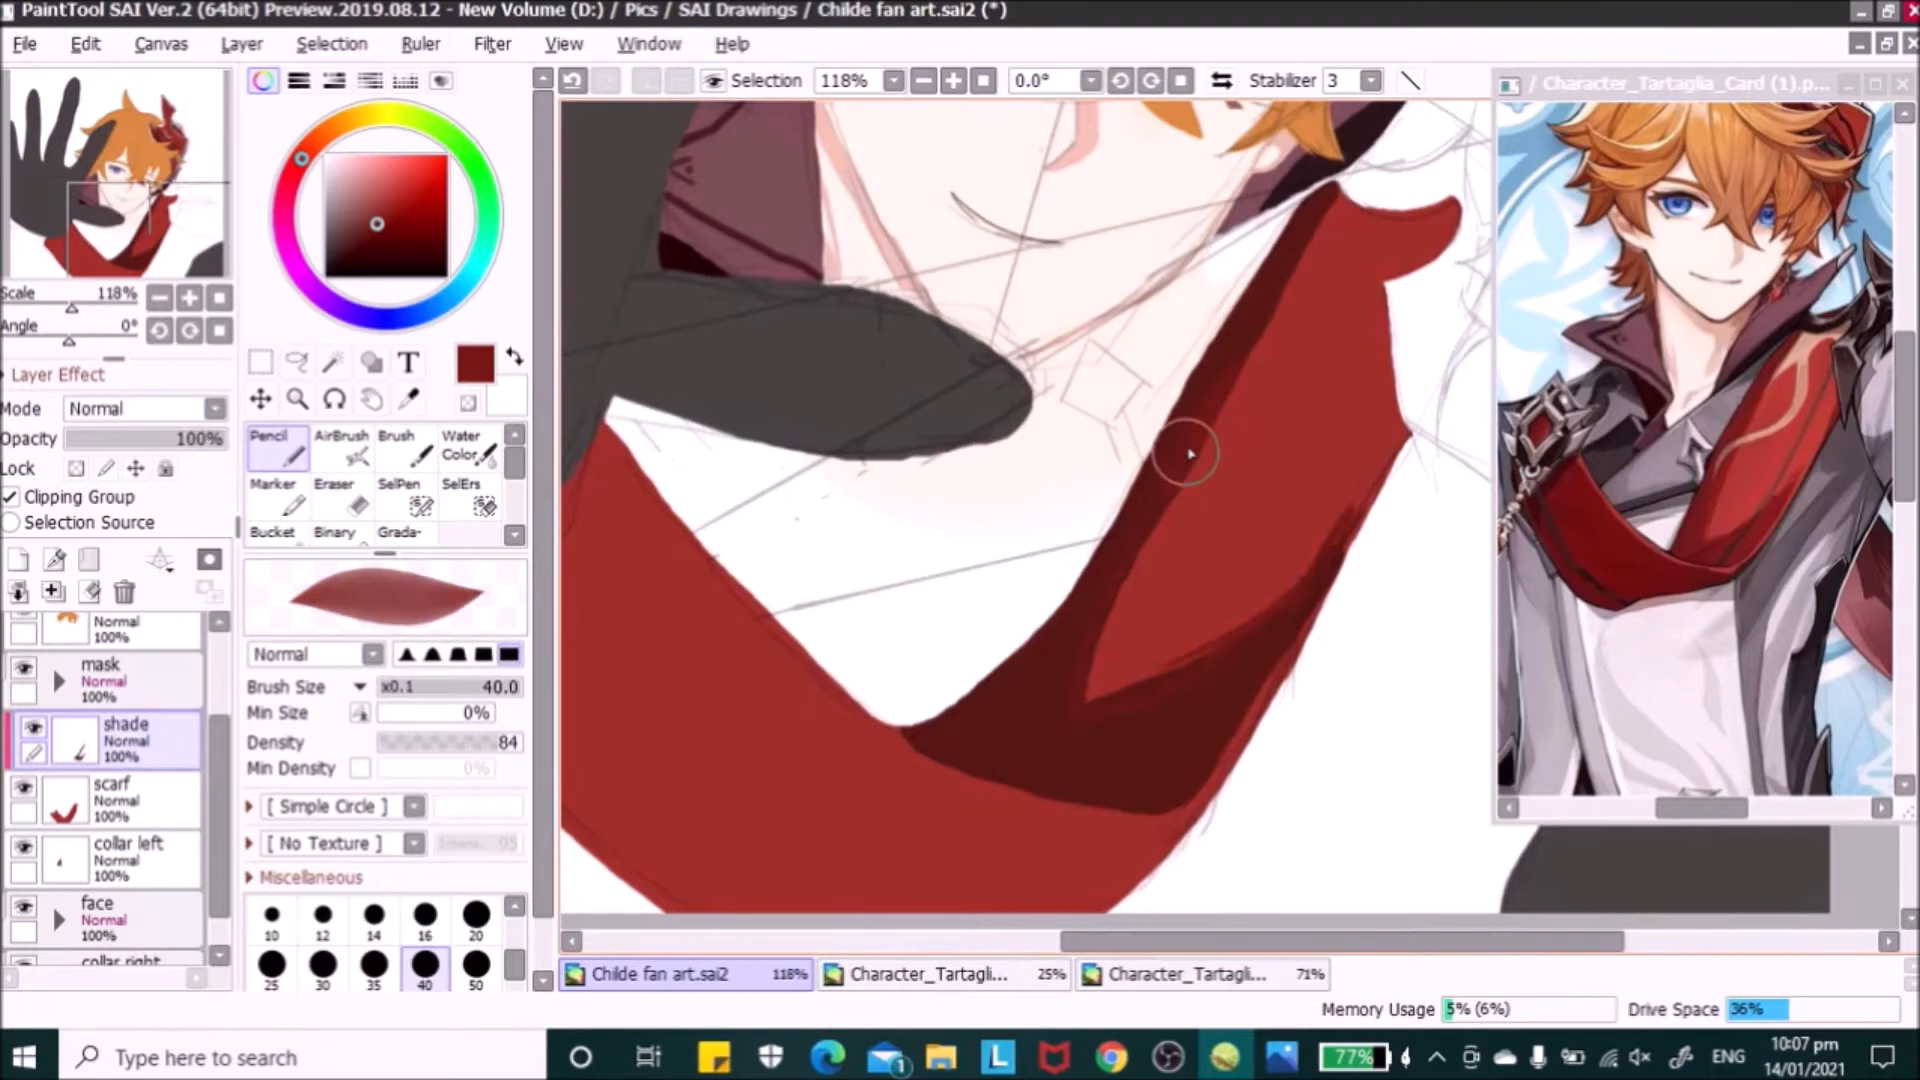 PaintTool SAI Ver.2 (64bit) Preview.2019.08.12 - New Volume (D:) / Pics / SAI Drawings / Childe fan art.sai2 (*)
File Edit Canvas Layer Selection Ruler Filter View Window Help
Selection 118% 0.0° Stabilizer 3
/ Character_Tartaglia_Card (1).p...
Scale 118%
Angle 0°
Layer Effect
Mode Normal
Opacity 100%
Lock
Clipping Group
Selection Source
Normal
100%
mask
Normal
100%
shade
Normal
100%
scarf
Normal
100%
collar left
Normal
100%
face
Normal
100%
collar right
T
Pencil AirBrush Brush Water Color
Marker Eraser SelPen SelErs
Bucket Binary Grada-
Normal
Brush Size x0.1 40.0
Min Size 0%
Density 84
Min Density 0%
[ Simple Circle ]
[ No Texture ] 95
Miscellaneous
10 12 14 16 20
25 30 35 40 50
Childe fan art.sai2 118% Character_Tartagli... 25% Character_Tartagli... 71%
Memory Usage 5% (6%) Drive Space 36%
Type here to search
L
1
77%
ENG
10:07 pm
14/01/2021